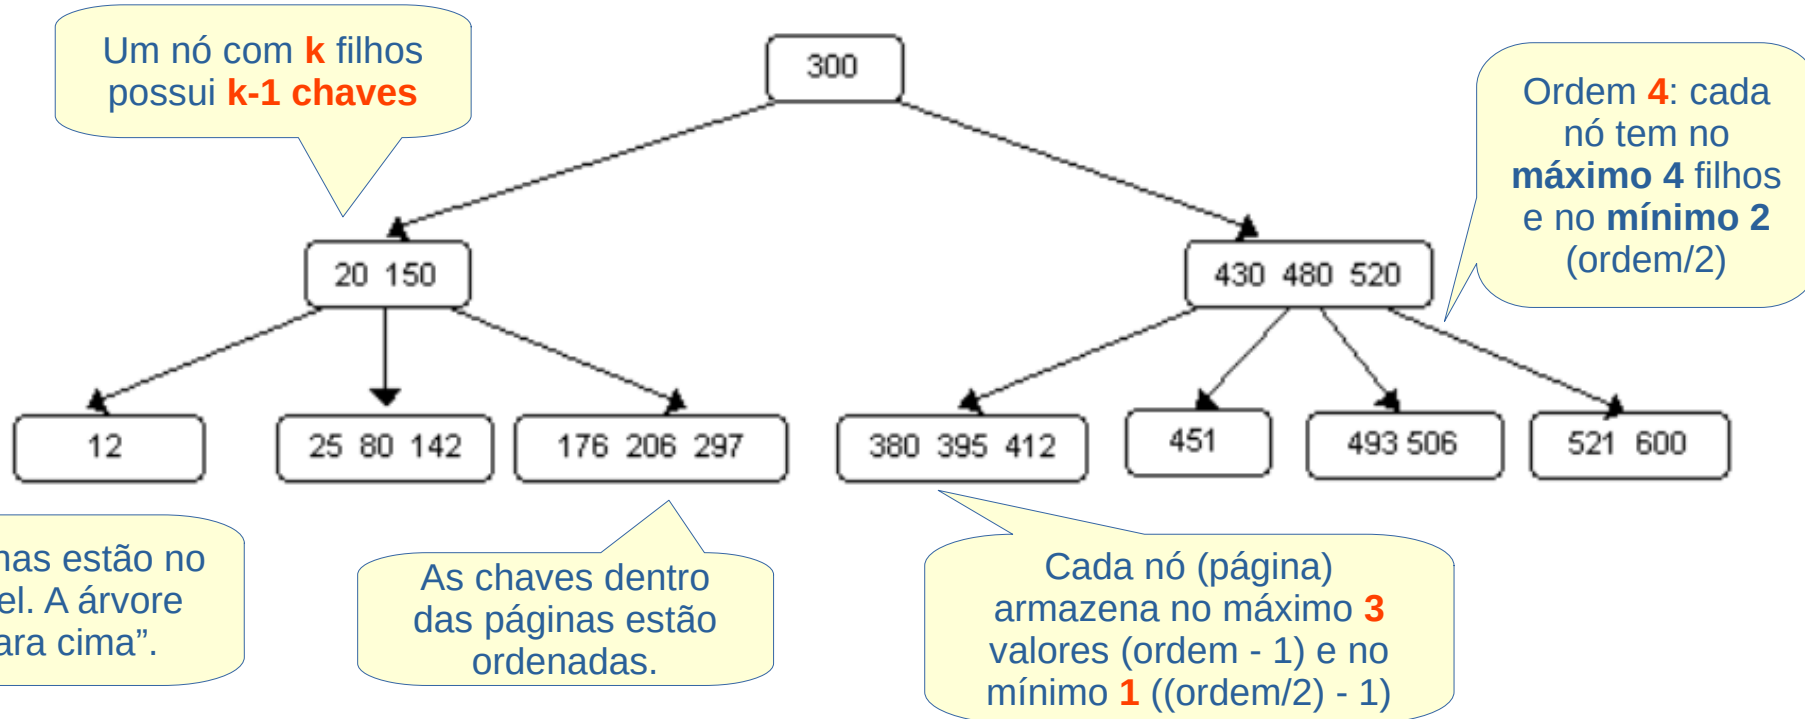 Um nó com k filhos
possui k-1 chaves
300
Ordem 4: cada
nó tem no
máximo 4 filhos
e no mínimo 2
(ordem/2)
20 150
430 480 520
12
25 80 142
176 206 297
380 395 412
451
493 506
521 600
estão no
A árvore
cima”.
As chaves dentro
das páginas estão
ordenadas.
Cada nó (página)
armazena no máximo 3
valores (ordem - 1) e no
mínimo 1 ((ordem/2) - 1)